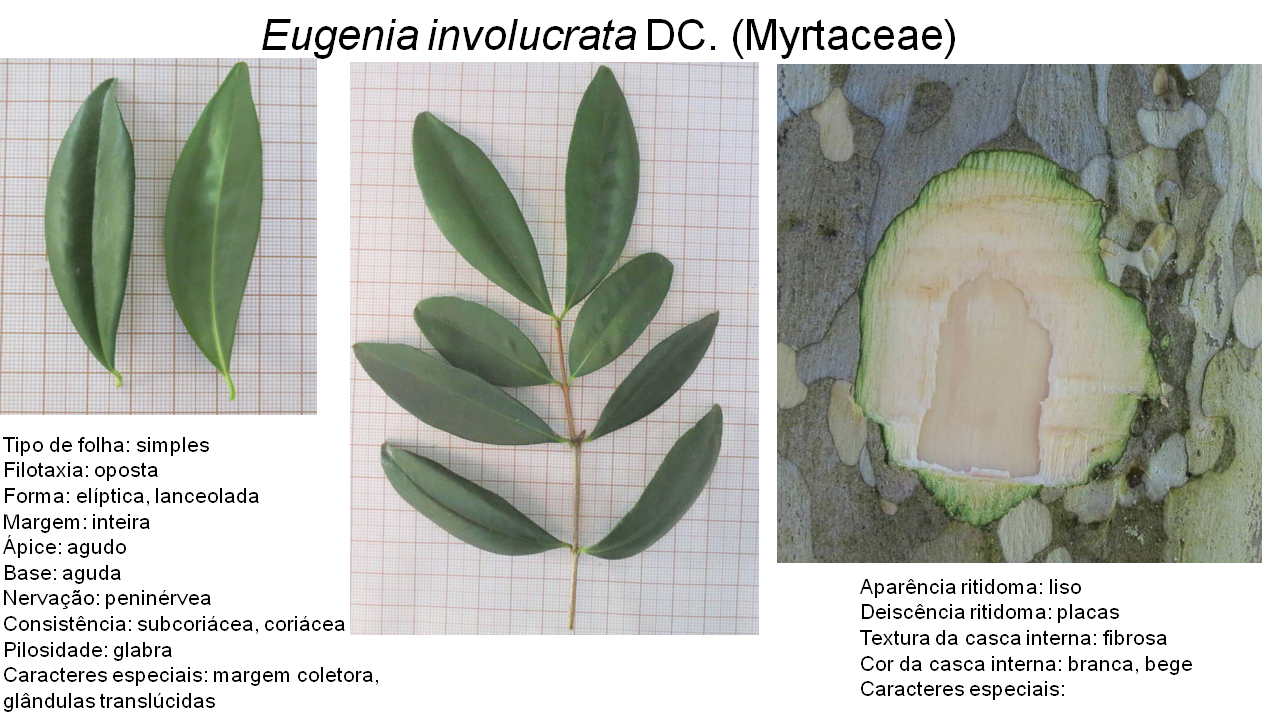 Eugenia involucrata DC. (Myrtaceae)
Tipo de folha: simples
Filotaxia: oposta
Forma: elíptica, lanceolada
Margem: inteira
Ápice: agudo
Base: aguda
Nervação: peninérvea
Consistência: subcoriácea, coriácea
Pilosidade: glabra
Caracteres especiais: margem coletora,
glândulas translúcidas
Aparência ritidoma: liso
Deiscência ritidoma: placas
Textura da casca interna: fibrosa
Cor da casca interna: branca, bege
Caracteres especiais: